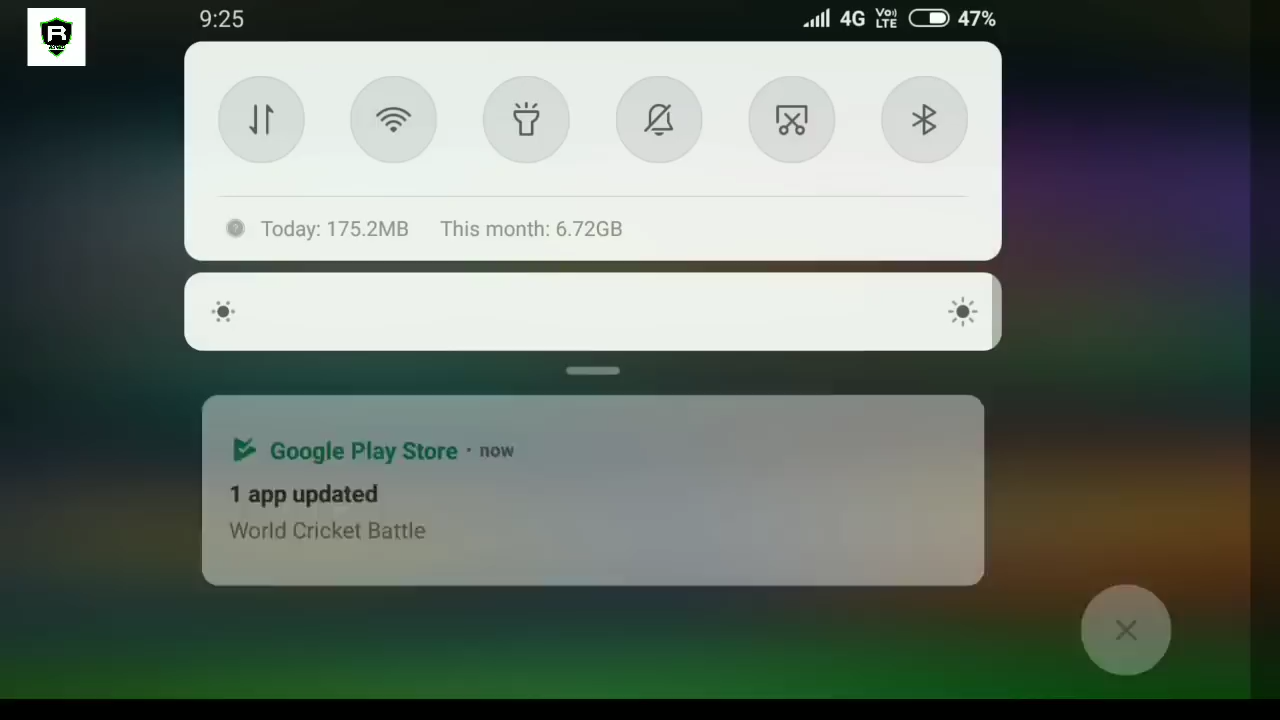 9:25 4G Vo)) LTE 47%
R
Today: 175.2MB This month: 6.72GB
Google Play Store · now
1 app updated
World Cricket Battle